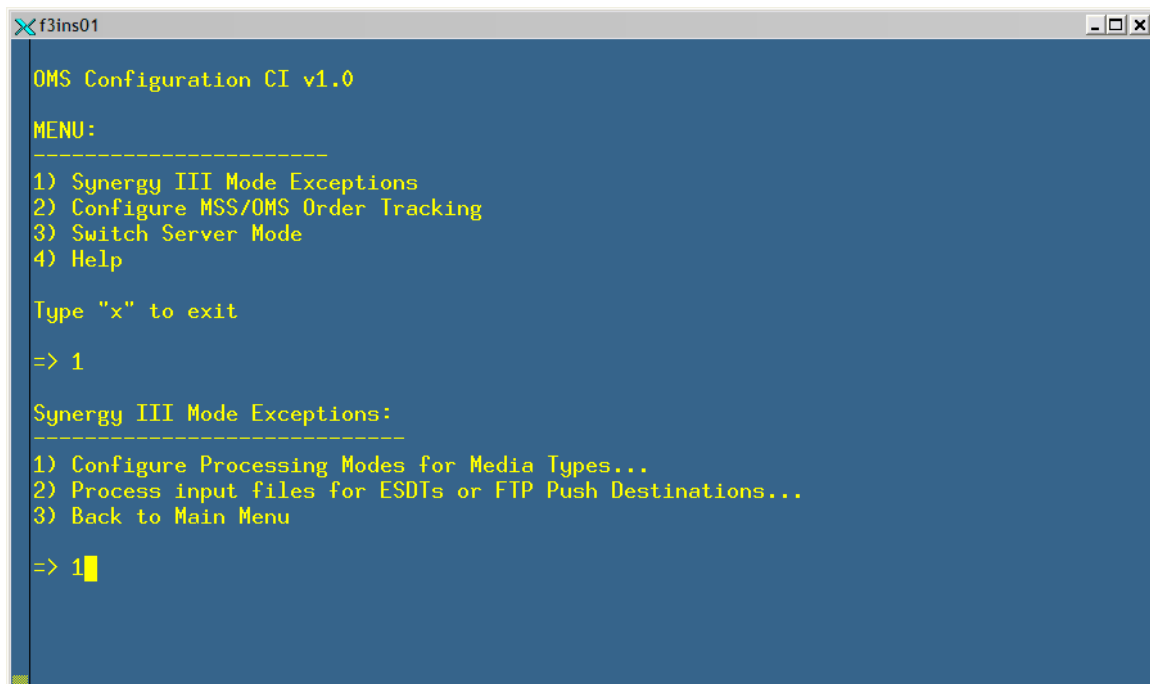 f3ins01
OMS Configuration CI v1.0
MENU:
-----------------------
1) Synergy III Mode Exceptions
2) Configure MSS/OMS Order Tracking
3) Switch Server Mode
4) Help
Type "x" to exit
=> 1
Synergy III Mode Exceptions:
-----------------------------
1) Configure Processing Modes for Media Types...
2) Process input files for ESDTs or FTP Push Destinations...
3) Back to Main Menu
=> 1